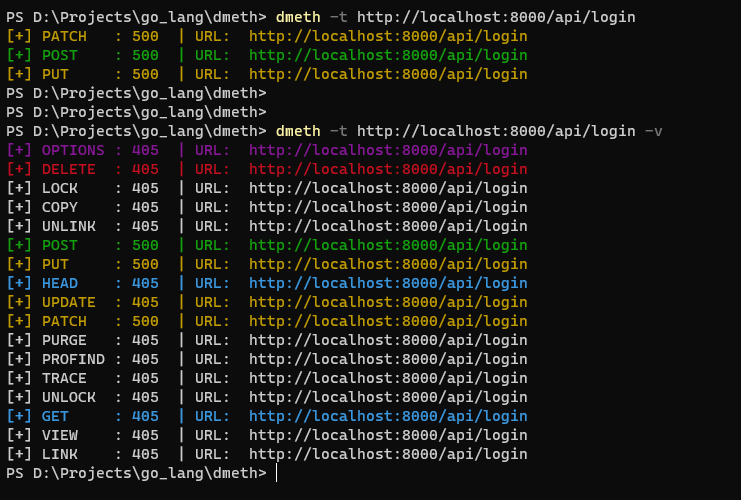 PS D:\Projects\go_lang\dmeth> dmeth -t http://localhost:8000/api/login
[+] PATCH   : 500  | URL:  http://localhost:8000/api/login
[+] POST    : 500  | URL:  http://localhost:8000/api/login
[+] PUT     : 500  | URL:  http://localhost:8000/api/login
PS D:\Projects\go_lang\dmeth>
PS D:\Projects\go_lang\dmeth>
PS D:\Projects\go_lang\dmeth> dmeth -t http://localhost:8000/api/login -v
[+] OPTIONS : 405  | URL:  http://localhost:8000/api/login
[+] DELETE  : 405  | URL:  http://localhost:8000/api/login
[+] LOCK    : 405  | URL:  http://localhost:8000/api/login
[+] COPY    : 405  | URL:  http://localhost:8000/api/login
[+] UNLINK  : 405  | URL:  http://localhost:8000/api/login
[+] POST    : 500  | URL:  http://localhost:8000/api/login
[+] PUT     : 500  | URL:  http://localhost:8000/api/login
[+] HEAD    : 405  | URL:  http://localhost:8000/api/login
[+] UPDATE  : 405  | URL:  http://localhost:8000/api/login
[+] PATCH   : 500  | URL:  http://localhost:8000/api/login
[+] PURGE   : 405  | URL:  http://localhost:8000/api/login
[+] PROFIND : 405  | URL:  http://localhost:8000/api/login
[+] TRACE   : 405  | URL:  http://localhost:8000/api/login
[+] UNLOCK  : 405  | URL:  http://localhost:8000/api/login
[+] GET     : 405  | URL:  http://localhost:8000/api/login
[+] VIEW    : 405  | URL:  http://localhost:8000/api/login
[+] LINK    : 405  | URL:  http://localhost:8000/api/login
PS D:\Projects\go_lang\dmeth>